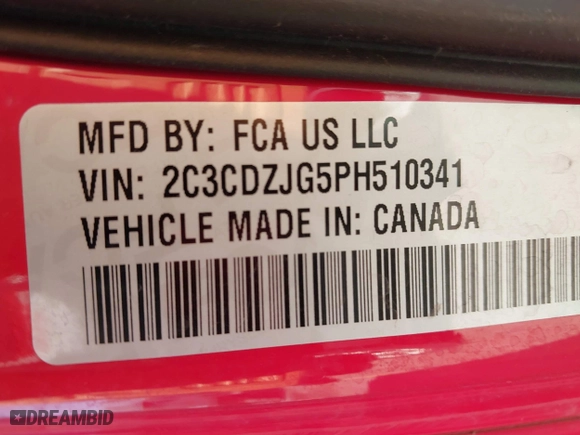 MFD BY: FCA US LLC
VIN: 2C3CDZJG5PH510341
VEHICLE MADE IN: CANADA
DREAMBID